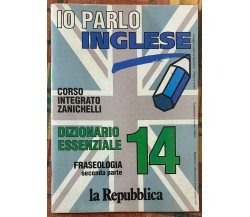 IO PARLO
INGLESE
CORSO
INTEGRATO
ZANICHELLI
DIZIONARIO
ESSENZIALE
14
FRASEOLOGIA
seconda parte
la Repubblica